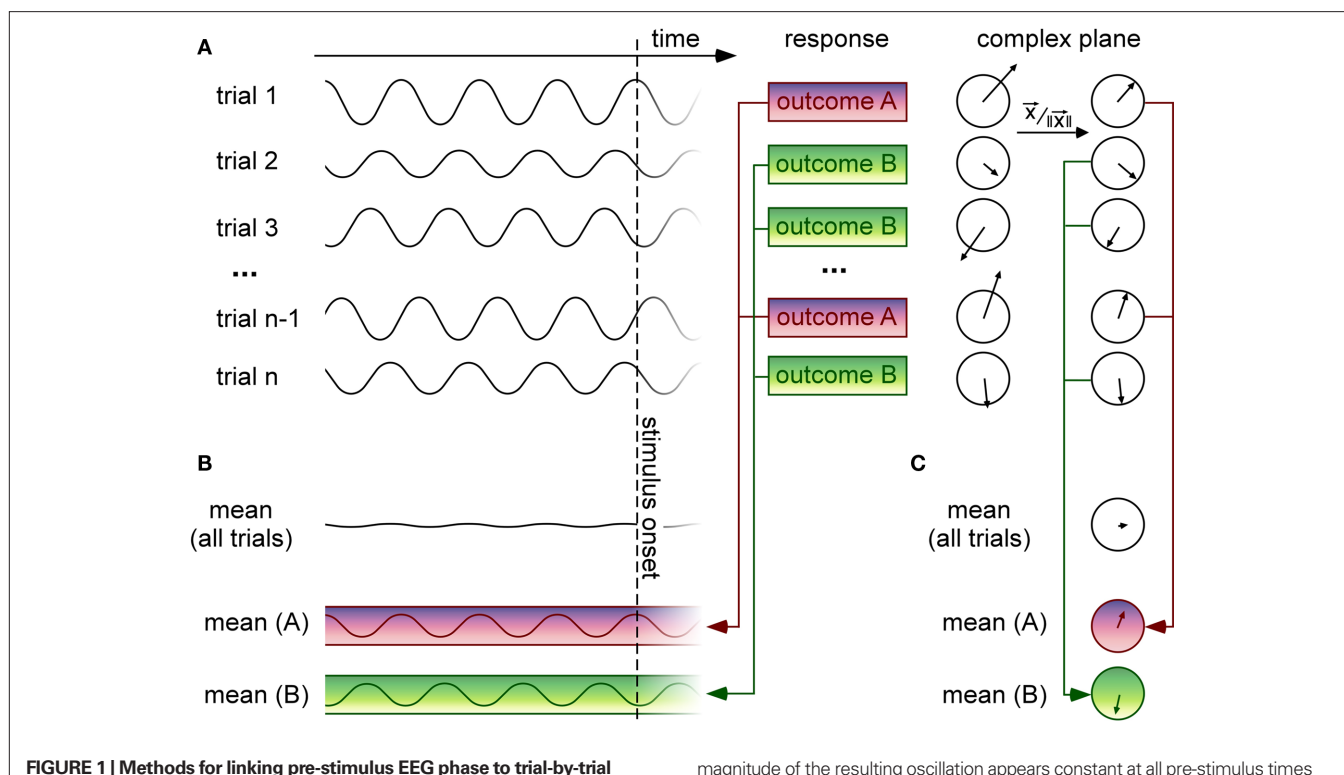 A
time
response
complex plane
trial 1
outcome A
x/||x||
trial 2
outcome B
trial 3
outcome B
...
...
trial n-1
outcome A
trial n
outcome B
stimulus onset
B
C
mean
(all trials)
mean
(all trials)
mean (A)
mean (A)
mean (B)
mean (B)
FIGURE 1 | Methods for linking pre-stimulus EEG phase to trial-by-trial
magnitude of the resulting oscillation appears constant at all pre-stimulus times